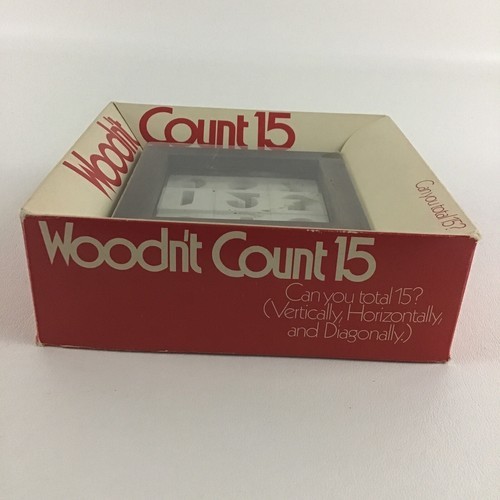 Woodn't
Count 15
Can you total 15?
Woodn't Count 15
Can you total 15?
(Vertically, Horizontally,
and Diagonally.)